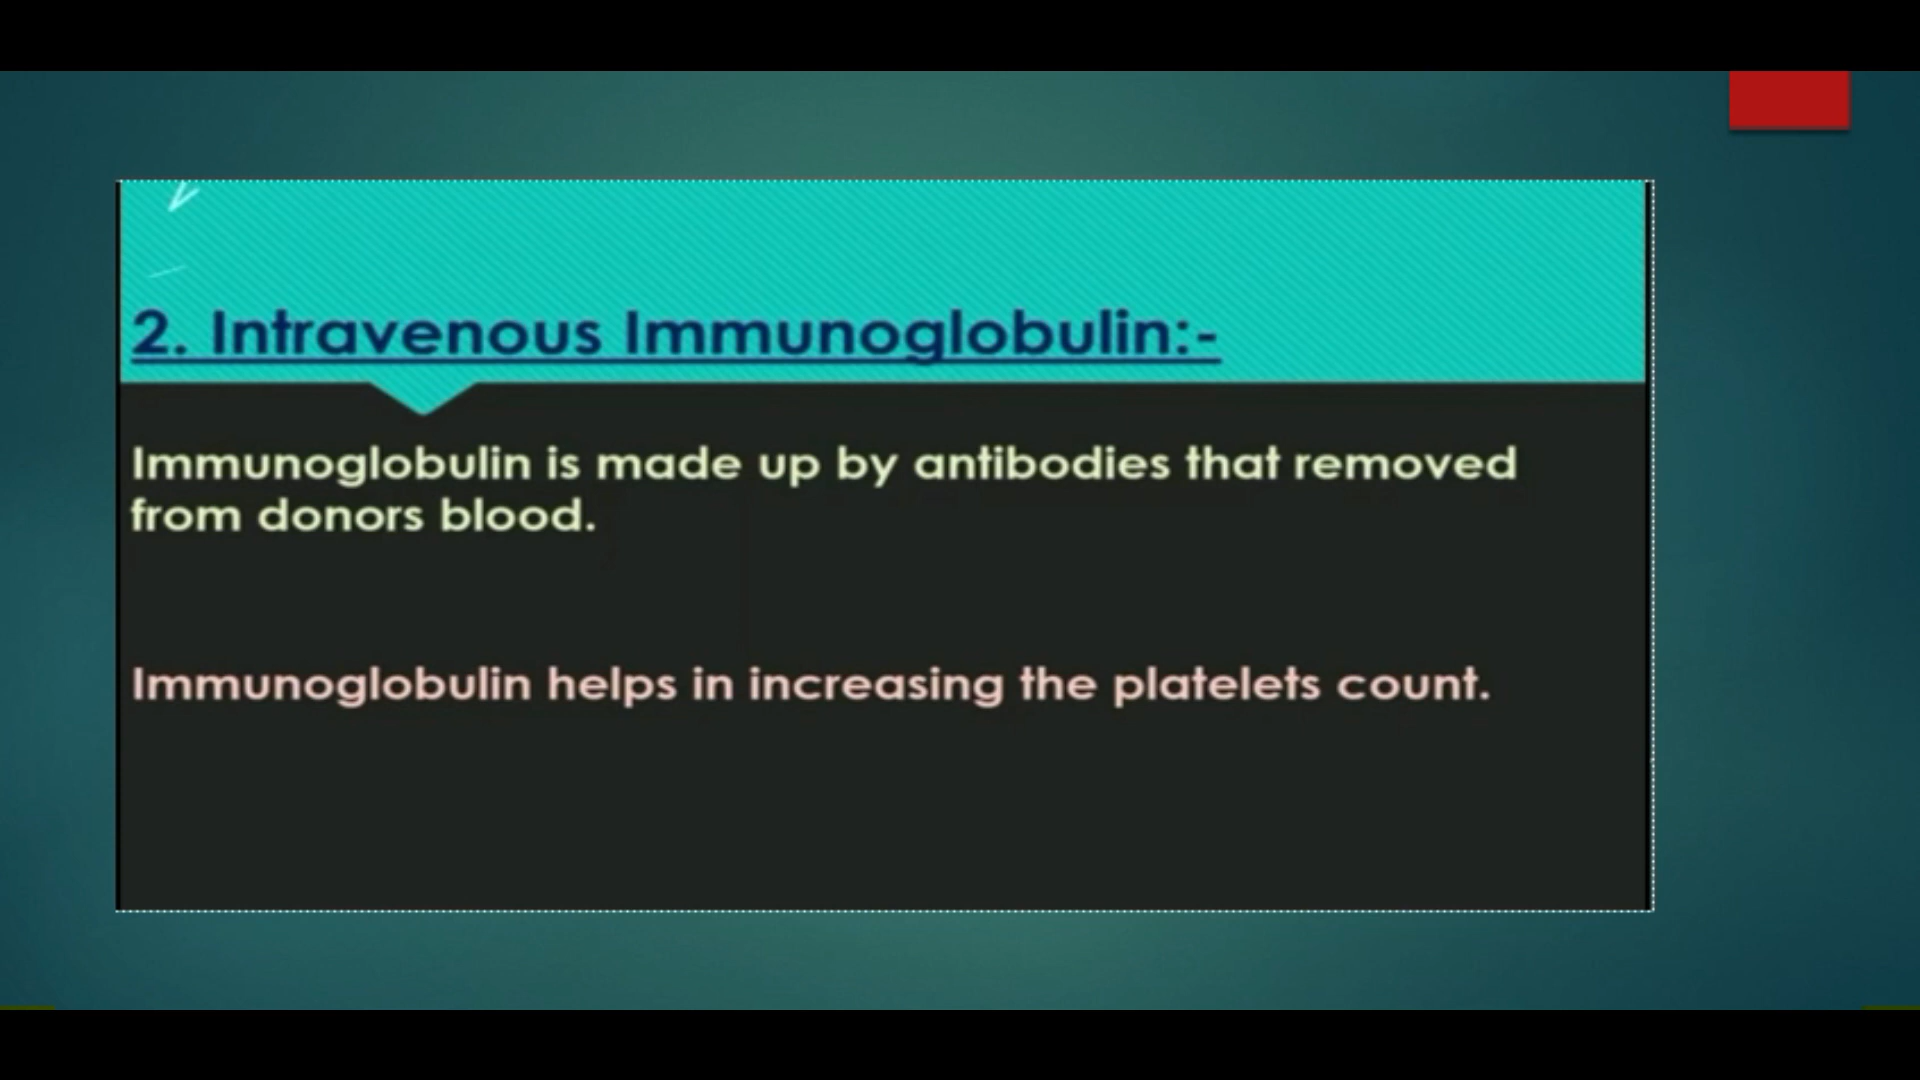 2. Intravenous Immunoglobulin:-
Immunoglobulin is made up by antibodies that removed
from donors blood.
Immunoglobulin helps in increasing the platelets count.